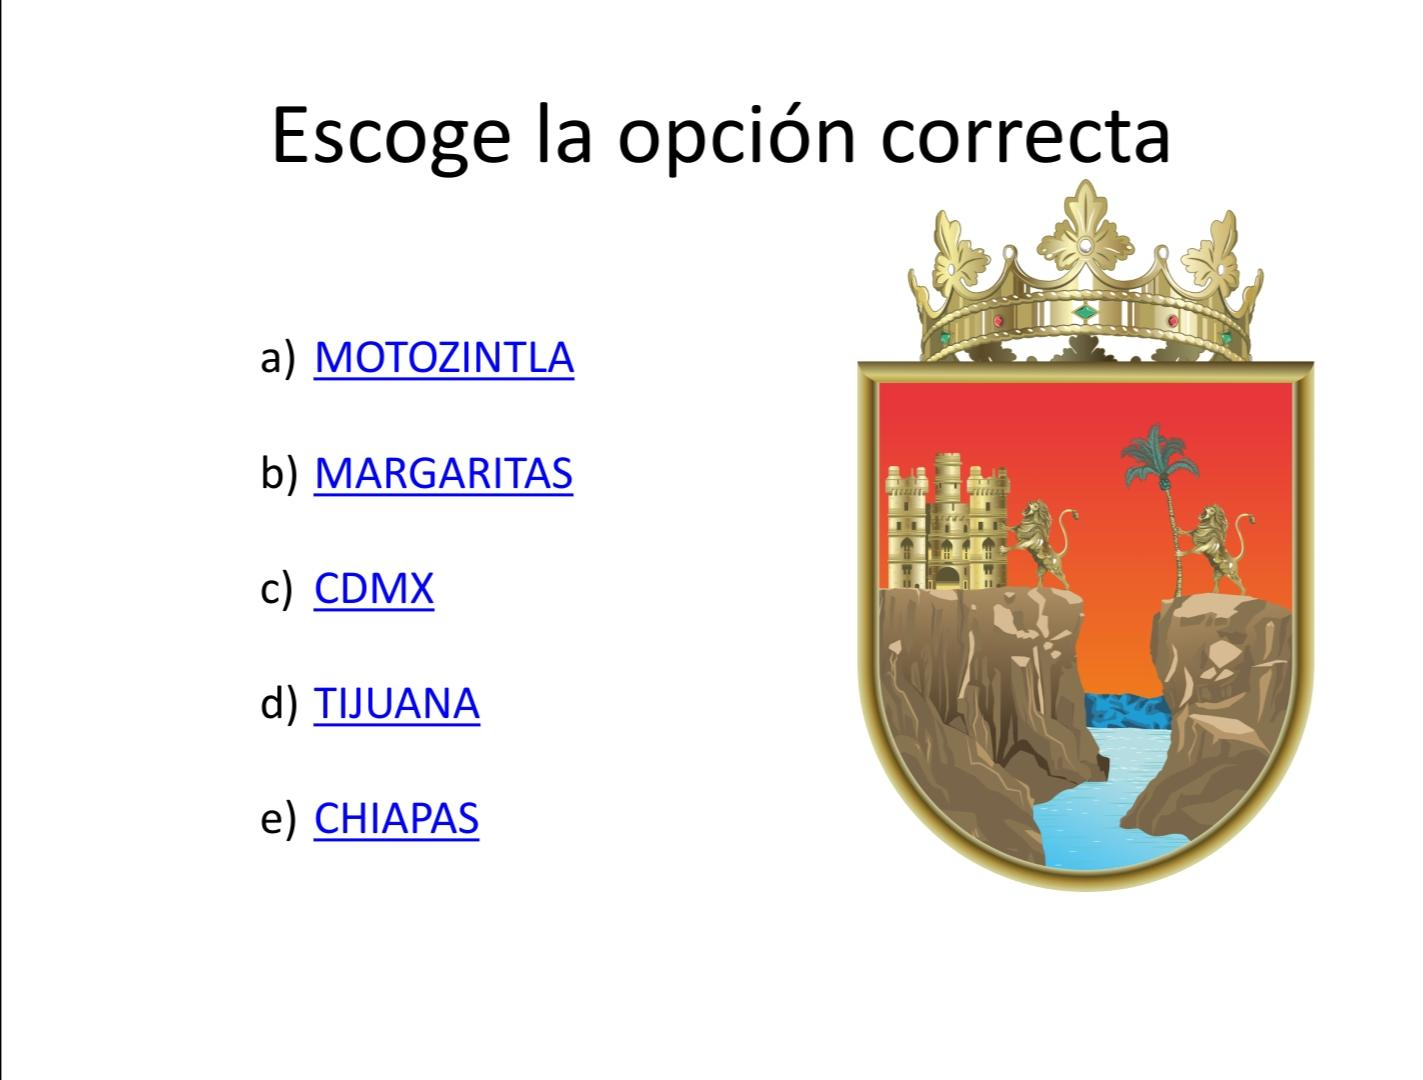 Escoge la opción correcta
a) MOTOZINTLA
b) MARGARITAS
c) CDMX
d) TIJUANA
e) CHIAPAS